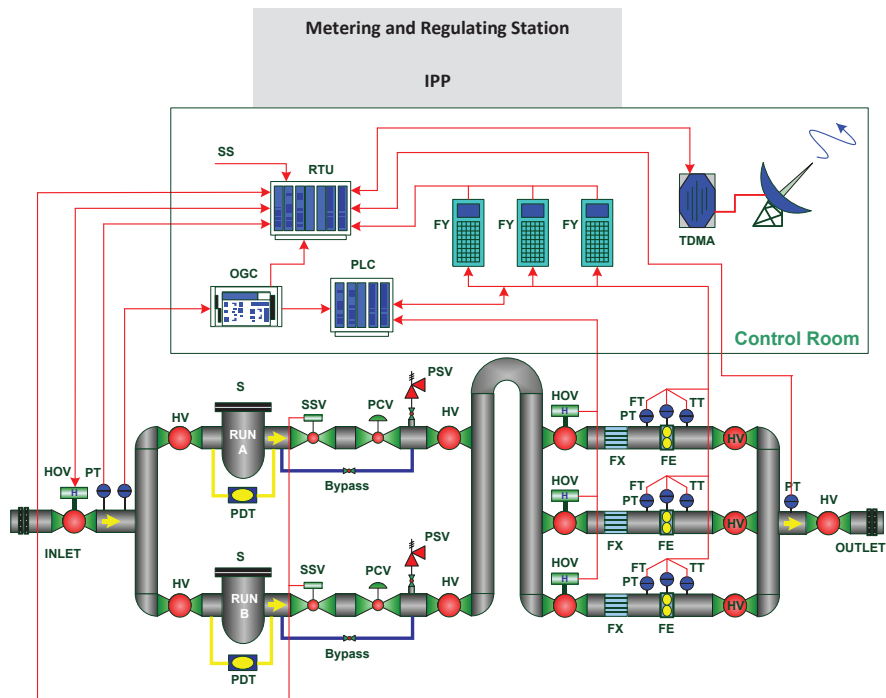 Metering and Regulating Station
IPP
SS
RTU
FY
FY
FY
TDMA
OGC
PLC
Control Room
S
SSV
PCV
PSV
HV
HV
RUN
A
HOV
PT
Bypass
PDT
INLET
HOV
FT
PT
TT
HV
FX
FE
HOV
FT
PT
TT
HV
FX
FE
PT
HV
OUTLET
S
SSV
PCV
PSV
HV
HV
RUN
B
Bypass
PDT
HOV
FT
PT
TT
HV
FX
FE
H
H
H
H